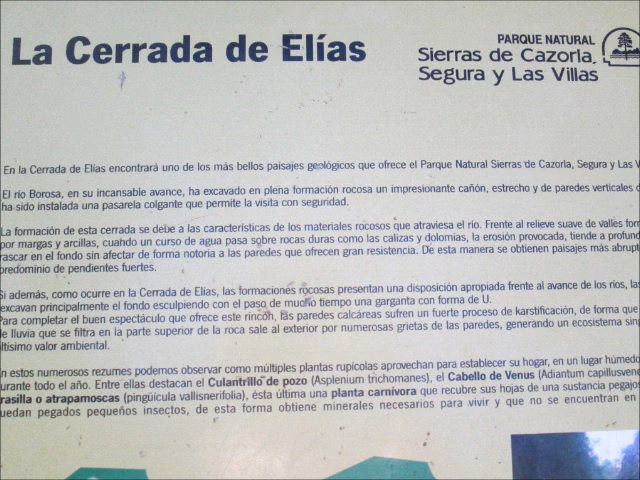 La Cerrada de Elías
PARQUE NATURAL
Sierras de Cazorla,
Segura y Las Villas
En la Cerrada de Elías encontrará uno de los más bellos paisajes geológicos que ofrece el Parque Natural Sierras de Cazorla, Segura y Las V
El río Borosa, en su incansable avance, ha excavado en plena formación rocosa un impresionante cañón, estrecho y de paredes verticales d
ha sido instalada una pasarela colgante que permite la visita con seguridad.
La formación de esta cerrada se debe a las características de los materiales rocosos que atraviesa el río. Frente al relieve suave de valles form
por margas y arcillas, cuando un curso de agua pasa sobre rocas duras como las calizas y dolomias, la erosión provocada, tiende a profund
rascar en el fondo sin afectar de forma notoria a las paredes que ofrecen gran resistencia. De esta manera se obtienen paisajes más abrupt
predominio de pendientes fuertes.
Si además, como ocurre en la Cerrada de Elías, las formaciones rocosas presentan una disposición apropiada frente al avance de los ríos, las
excavan principalmente el fondo esculpiendo con el paso de mucho tiempo una garganta con forma de U.
Para completar el buen espectáculo que ofrece este rincón, las paredes calcáreas sufren un fuerte proceso de karstificación, de forma que
de lluvia que se filtra en la parte superior de la roca sale al exterior por numerosas grietas de las paredes, generando un ecosistema sing
ltísimo valor ambiental.
n estos numerosos rezumes podemos observar como múltiples plantas rupícolas aprovechan para establecer su hogar, en un lugar húmedo
urante todo el año. Entre ellas destacan el Culantrillo de pozo (Asplenium trichomanes), el Cabello de Venus (Adiantum capillusvene
rasilla o atrapamoscas (pingüícula vallisnerifolia), ésta última una planta carnívora que recubre sus hojas de una sustancia pegajos
uedan pegados pequeños insectos, de esta forma obtiene minerales necesarios para vivir y que no se encuentran en